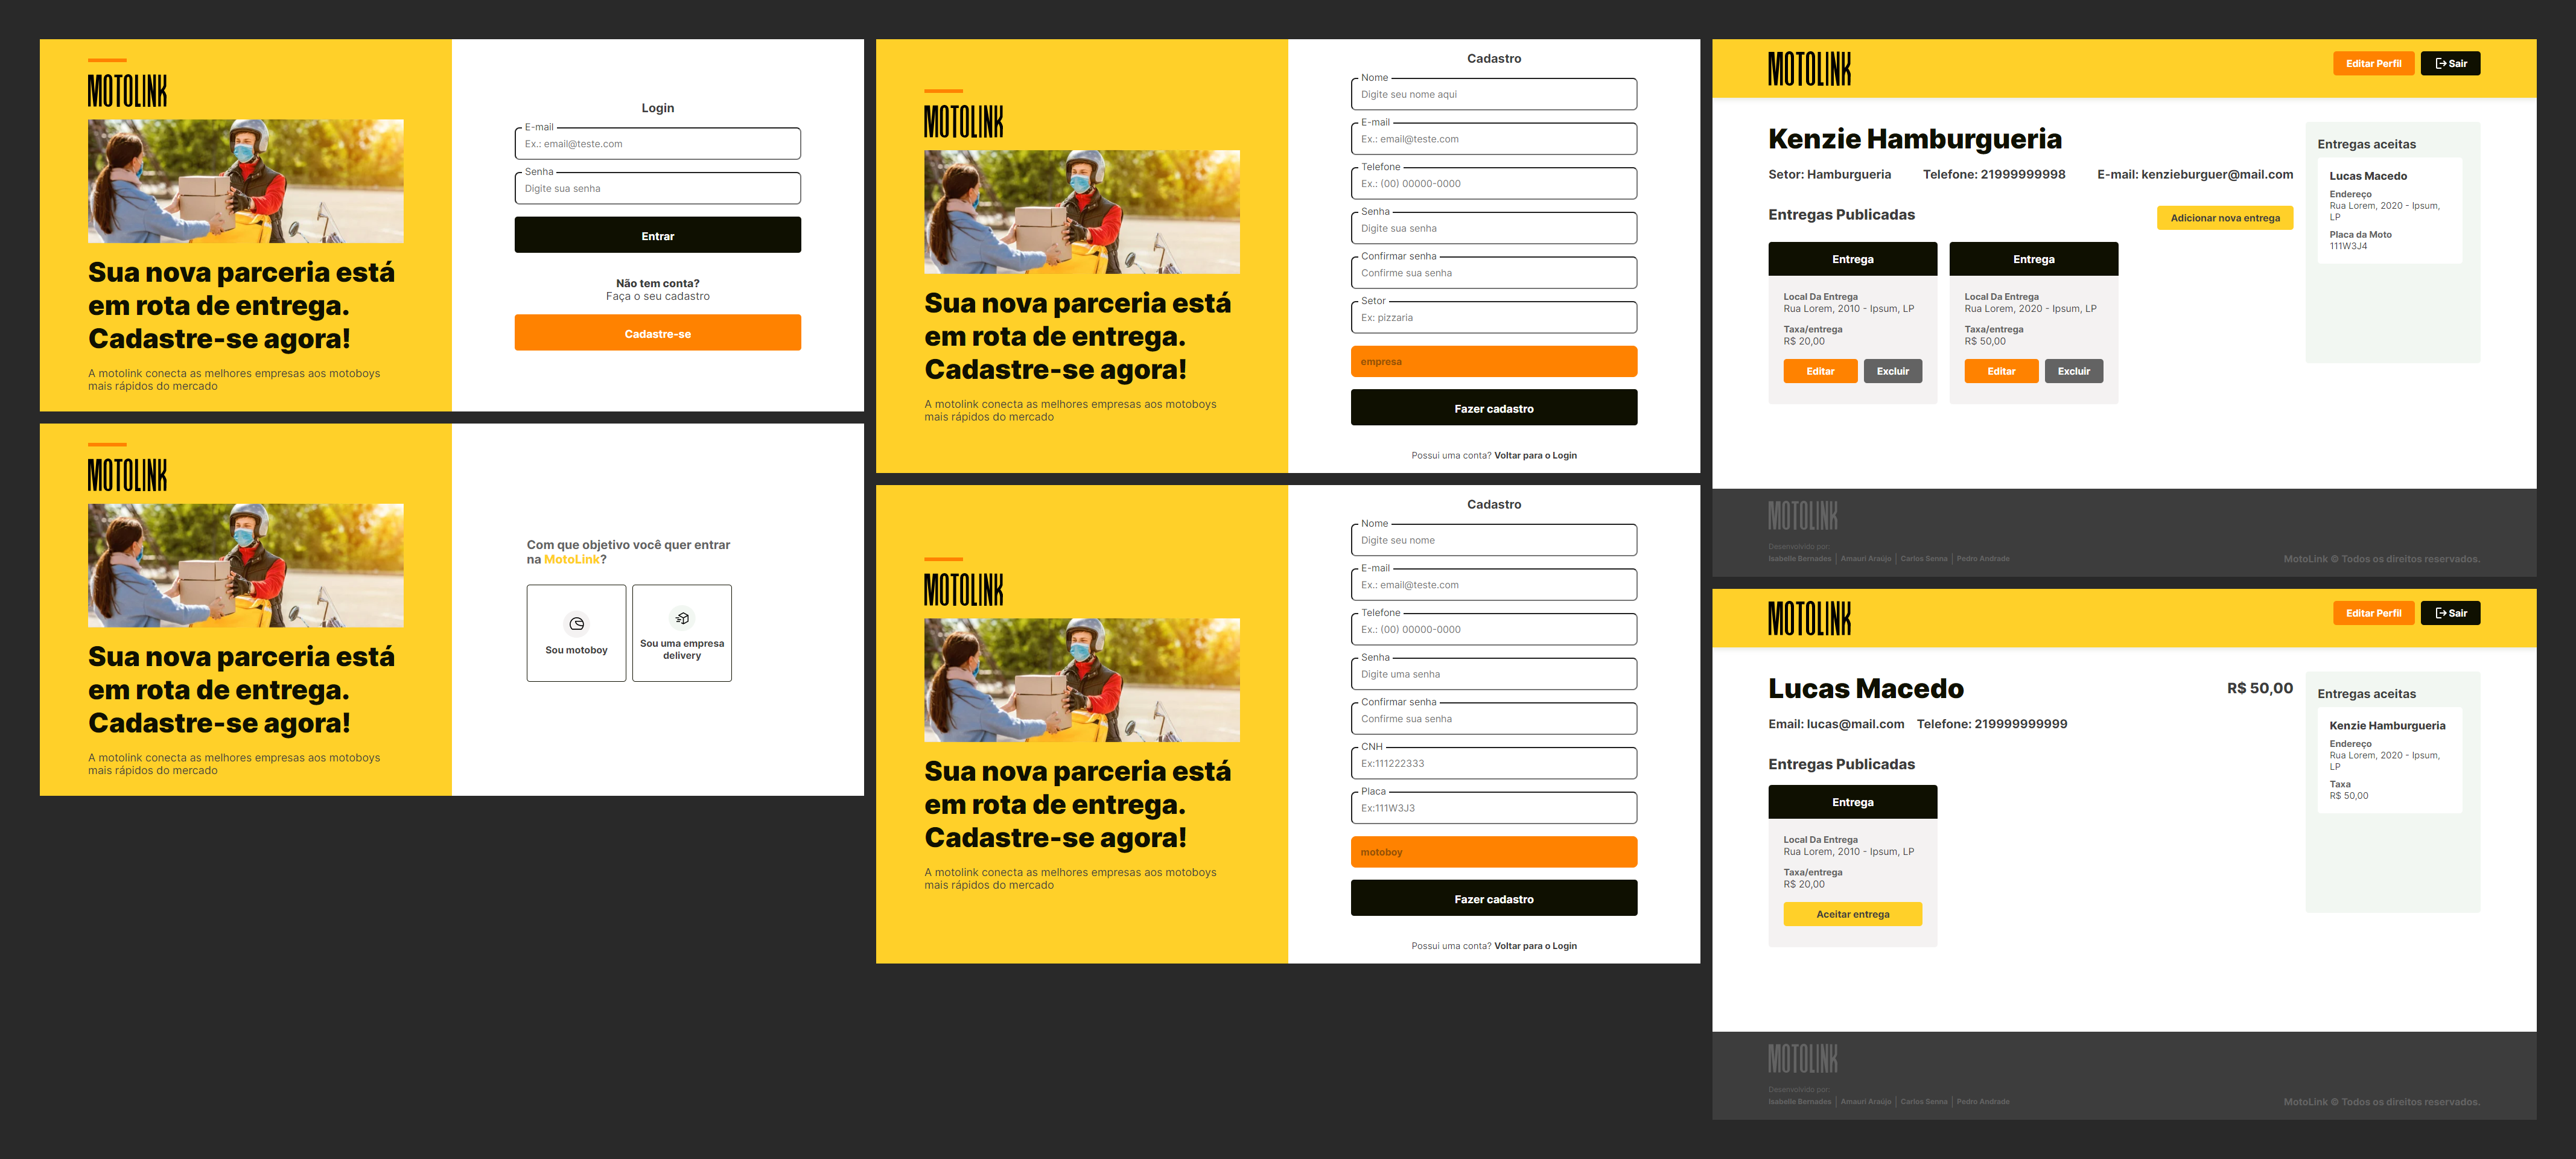 MOTOLINK
Sua nova parceria está
em rota de entrega.
Cadastre-se agora!
A motolink conecta as melhores empresas aos motoboys
mais rápidos do mercado
Login
E-mail
Ex.: email@teste.com
Senha
Digite sua senha
Entrar
Não tem conta?
Faça o seu cadastro
Cadastre-se
MOTOLINK
Sua nova parceria está
em rota de entrega.
Cadastre-se agora!
A motolink conecta as melhores empresas aos motoboys
mais rápidos do mercado
Com que objetivo você quer entrar
na MotoLink?
Sou motoboy
Sou uma empresa
delivery
MOTOLINK
Sua nova parceria está
em rota de entrega.
Cadastre-se agora!
A motolink conecta as melhores empresas aos motoboys
mais rápidos do mercado
Cadastro
Nome
Digite seu nome aqui
E-mail
Ex.: email@teste.com
Telefone
Ex.: (00) 00000-0000
Senha
Digite sua senha
Confirmar senha
Confirme sua senha
Setor
Ex: pizzaria
empresa
Fazer cadastro
Possui uma conta? Voltar para o Login
MOTOLINK
Sua nova parceria está
em rota de entrega.
Cadastre-se agora!
A motolink conecta as melhores empresas aos motoboys
mais rápidos do mercado
Cadastro
Nome
Digite seu nome
E-mail
Ex.: email@teste.com
Telefone
Ex.: (00) 00000-0000
Senha
Digite uma senha
Confirmar senha
Confirme sua senha
CNH
Ex:111222333
Placa
Ex:111W3J3
motoboy
Fazer cadastro
Possui uma conta? Voltar para o Login
MOTOLINK
Editar Perfil
Sair
Kenzie Hamburgueria
Setor: Hamburgueria Telefone: 21999999998 E-mail: kenzieburguer@mail.com
Entregas Publicadas
Adicionar nova entrega
Entrega
Local Da Entrega
Rua Lorem, 2010 - Ipsum, LP
Taxa/entrega
R$ 20,00
Editar
Excluir
Entrega
Local Da Entrega
Rua Lorem, 2020 - Ipsum, LP
Taxa/entrega
R$ 50,00
Editar
Excluir
Entregas aceitas
Lucas Macedo
Endereço
Rua Lorem, 2020 - Ipsum,
LP
Placa da Moto
111W3J4
MOTOLINK
Desenvolvido por:
Isabelle Bernades | Amauri Araújo | Carlos Senna | Pedro Andrade
MotoLink © Todos os direitos reservados.
MOTOLINK
Editar Perfil
Sair
Lucas Macedo
R$ 50,00
Email: lucas@mail.com Telefone: 219999999999
Entregas Publicadas
Entrega
Local Da Entrega
Rua Lorem, 2010 - Ipsum, LP
Taxa/entrega
R$ 20,00
Aceitar entrega
Entregas aceitas
Kenzie Hamburgueria
Endereço
Rua Lorem, 2020 - Ipsum,
LP
Taxa
R$ 50,00
MOTOLINK
Desenvolvido por:
Isabelle Bernades | Amauri Araújo | Carlos Senna | Pedro Andrade
MotoLink © Todos os direitos reservados.